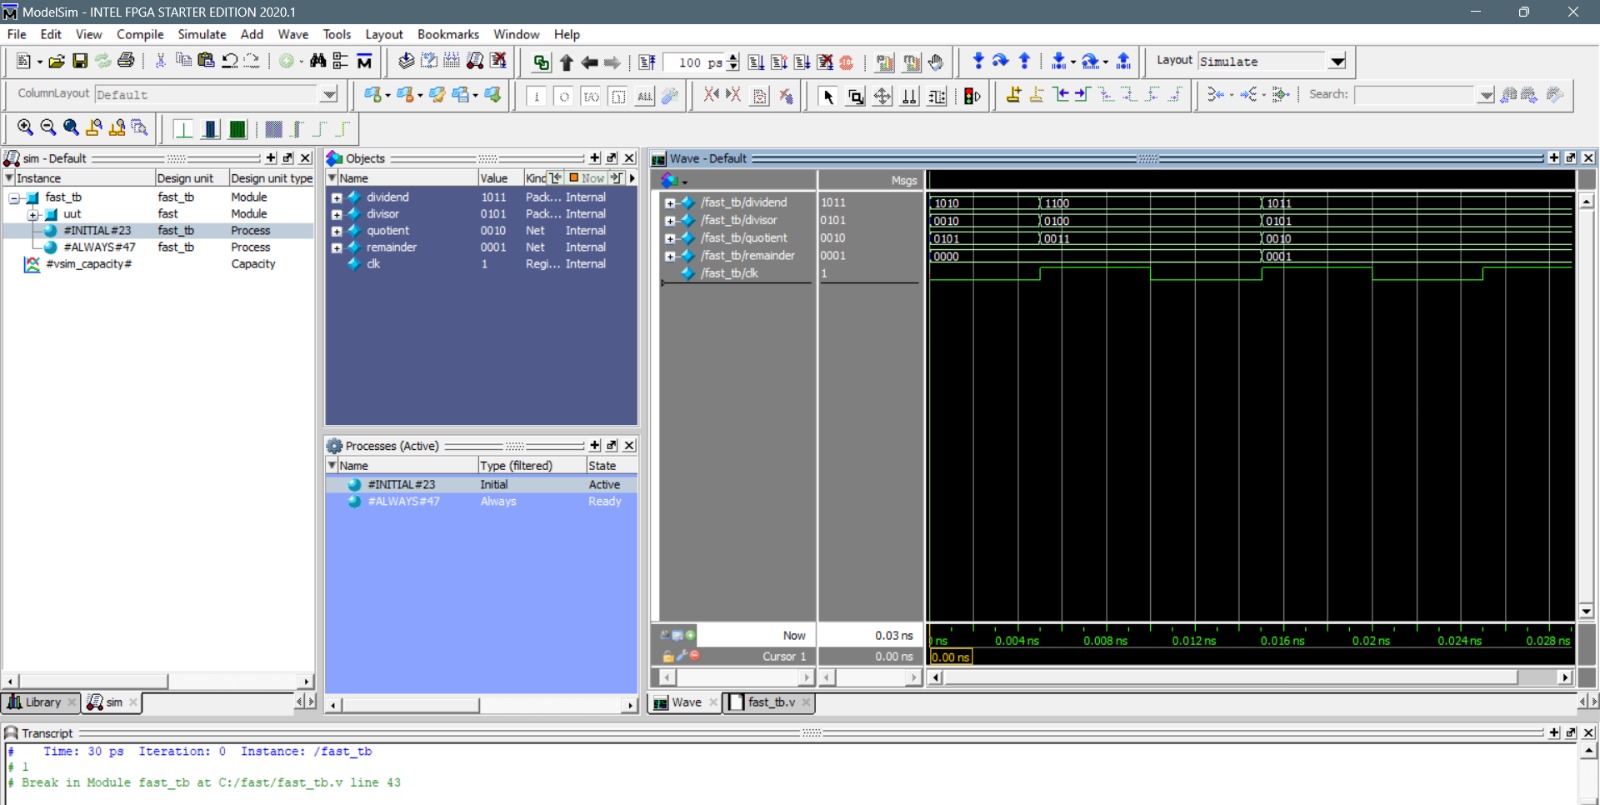 ModelSim - INTEL FPGA STARTER EDITION 2020.1
File Edit View Compile Simulate Add Wave Tools Layout Bookmarks Window Help
100 ps
Layout Simulate
ColumnLayout Default
Search:
sim - Default
Instance Design unit Design unit type
fast_tb fast_tb Module
uut fast Module
#INITIAL#23 fast_tb Process
#ALWAYS#47 fast_tb Process
#vsim_capacity# Capacity
Library sim
Objects
Name Value Kind Now
dividend 1011 Pack... Internal
divisor 0101 Pack... Internal
quotient 0010 Net Internal
remainder 0001 Net Internal
clk 1 Regi... Internal
Processes (Active)
Name Type (filtered) State
#INITIAL#23 Initial Active
#ALWAYS#47 Always Ready
Wave - Default
Msgs
/fast_tb/dividend 1011 1010 1100 1011
/fast_tb/divisor 0101 0010 0100 0101
/fast_tb/quotient 0010 0101 0011 0010
/fast_tb/remainder 0001 0000 0001
/fast_tb/clk 1
Now 0.03 ns ns 0.004 ns 0.008 ns 0.012 ns 0.016 ns 0.02 ns 0.024 ns 0.028 ns
Cursor 1 0.00 ns 0.00 ns
Wave fast_tb.v
Transcript
# Time: 30 ps Iteration: 0 Instance: /fast_tb
# 1
# Break in Module fast_tb at C:/fast/fast_tb.v line 43